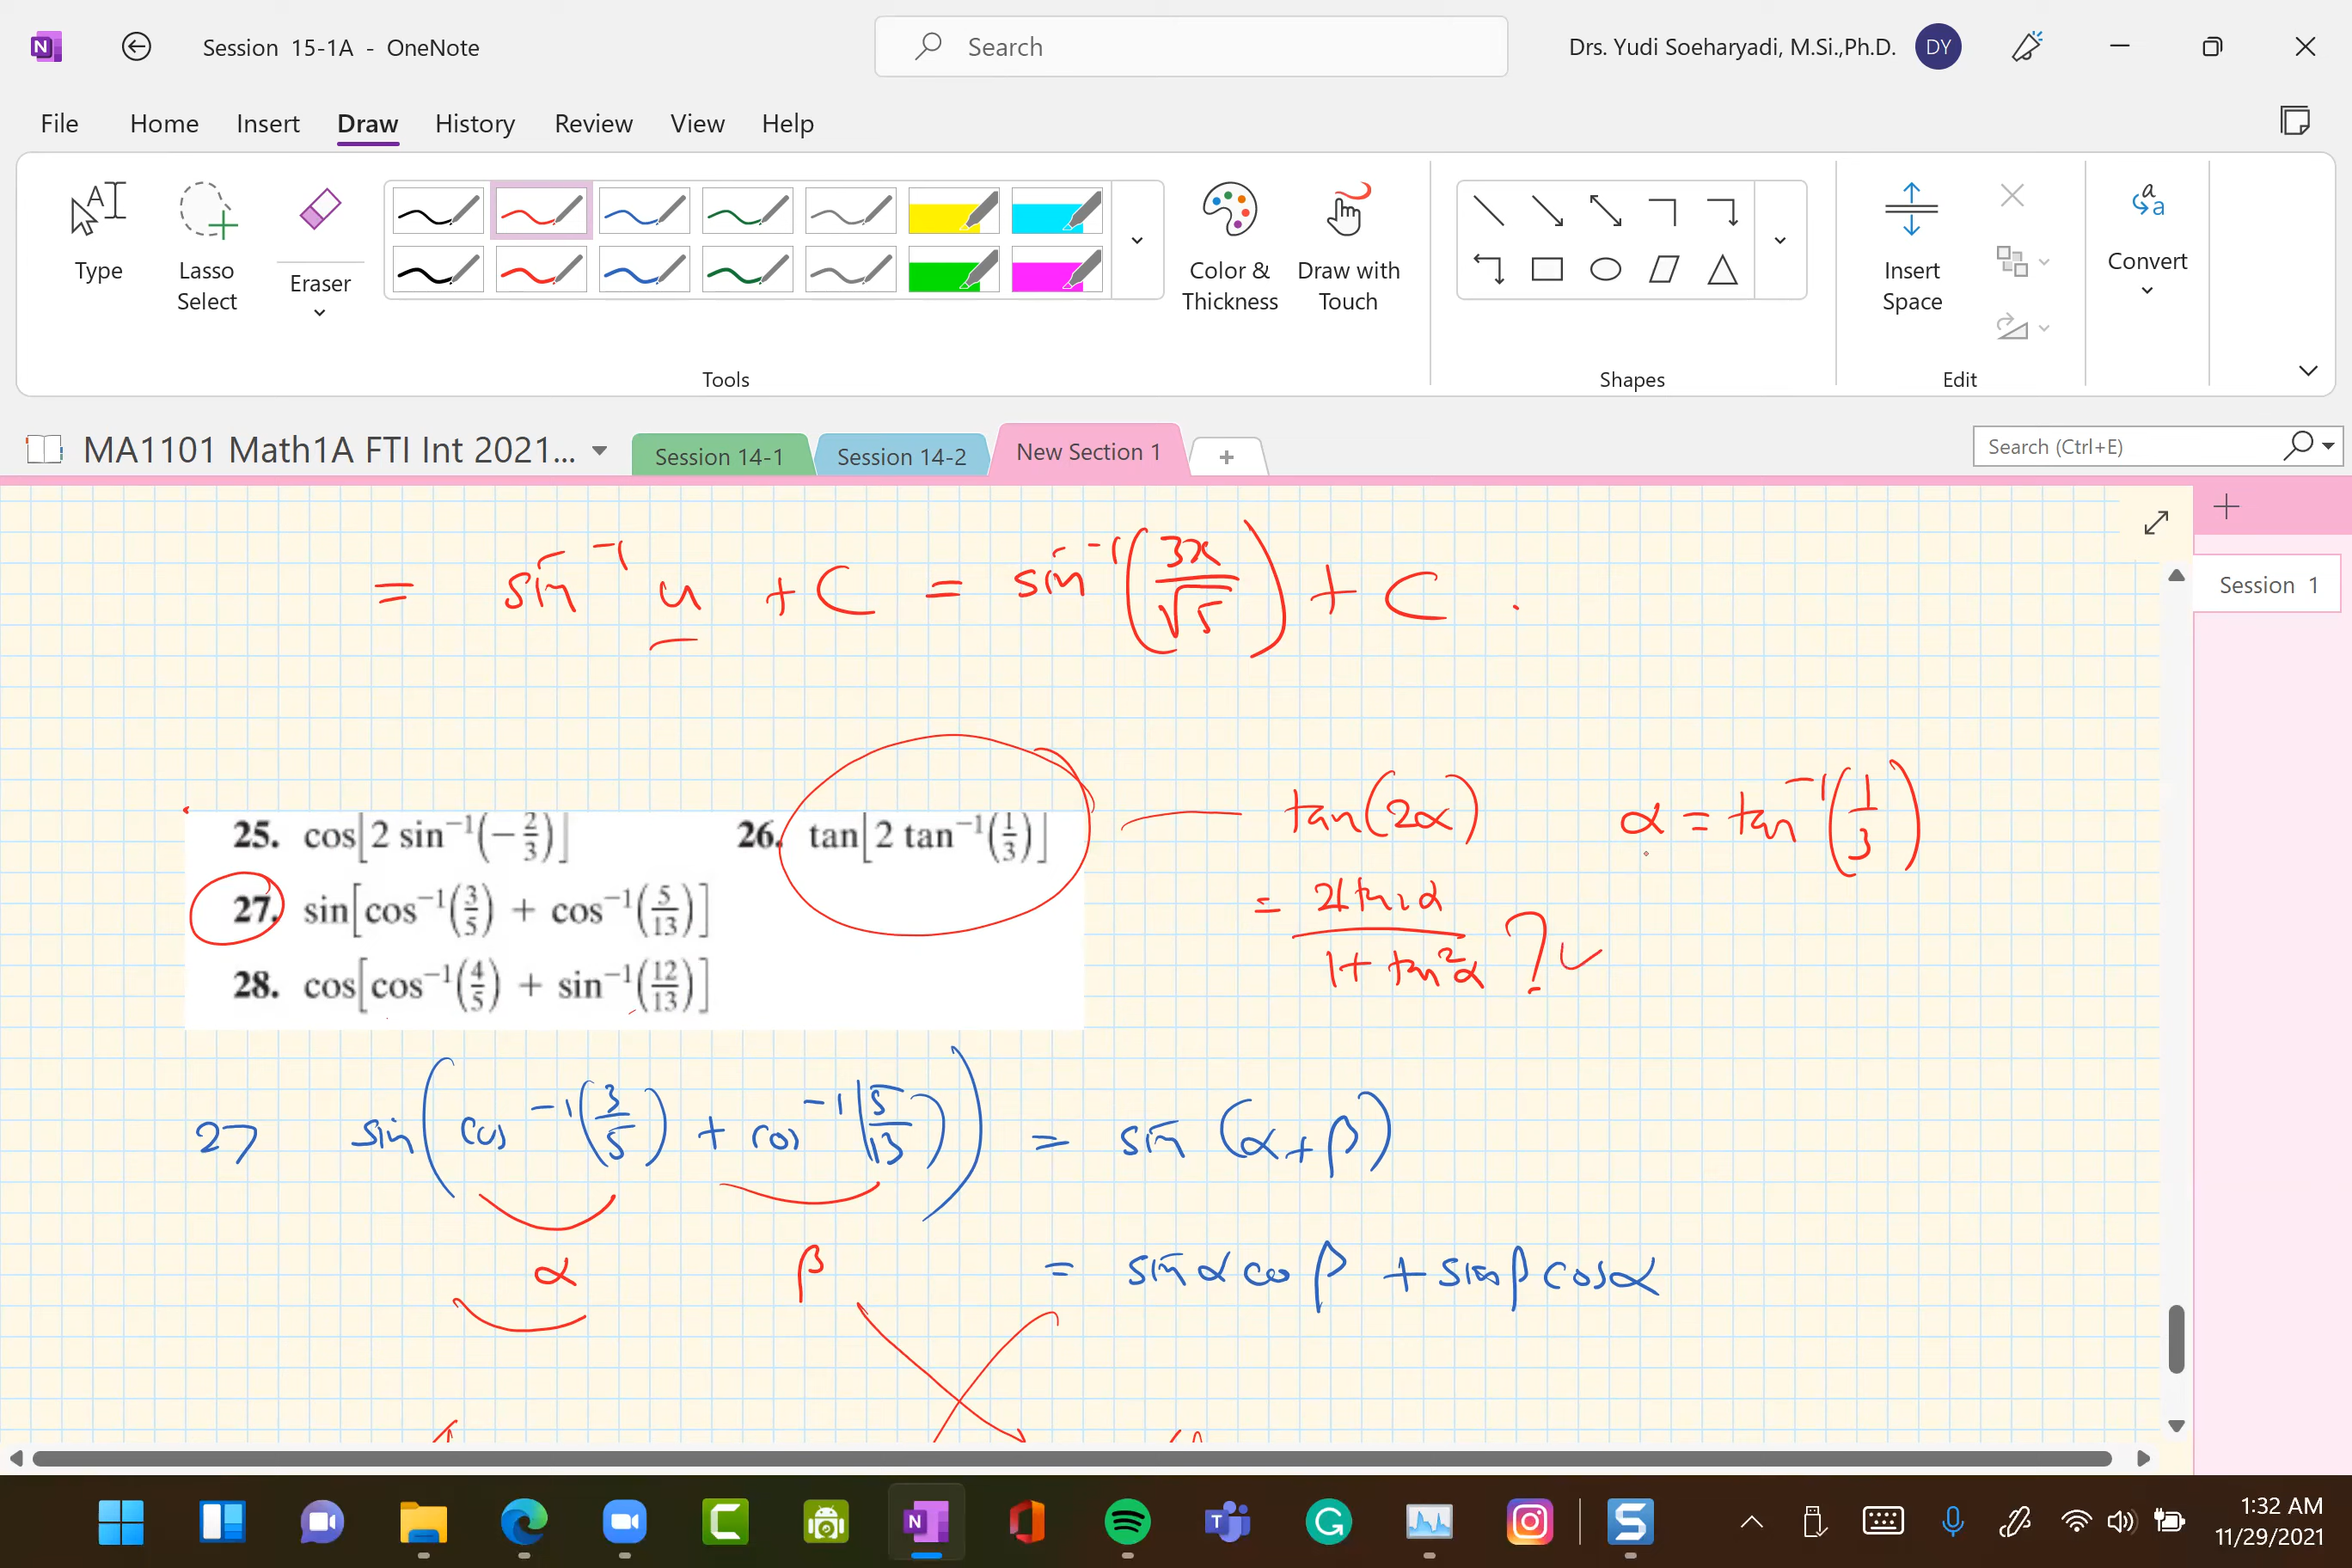 Session 15-1A - OneNote
Search
Drs. Yudi Soeharyadi, M.Si.,Ph.D.
DY
File Home Insert Draw History Review View Help
Type
Lasso Select
Eraser
Color & Thickness
Draw with Touch
Insert Space
Convert
Tools
Shapes
Edit
MA1101 Math1A FTI Int 2021...
Session 14-1
Session 14-2
New Section 1
+
Search (Ctrl+E)
Session 1
= sin⁻¹ u + C = sin⁻¹(3x/√5) + C .
25. cos[2 sin⁻¹(−2/3)]
26. tan[2 tan⁻¹(1/3)]
27. sin[cos⁻¹(3/5) + cos⁻¹(5/13)]
28. cos[cos⁻¹(4/5) + sin⁻¹(12/13)]
tan(2α) α = tan⁻¹(1/3)
= 2tan α / 1 + tan²α ?
27 sin(cos⁻¹(3/5) + cos⁻¹(5/13)) = sin (α + β)
α β = sin α cos β + sin β cos α
1:32 AM
11/29/2021